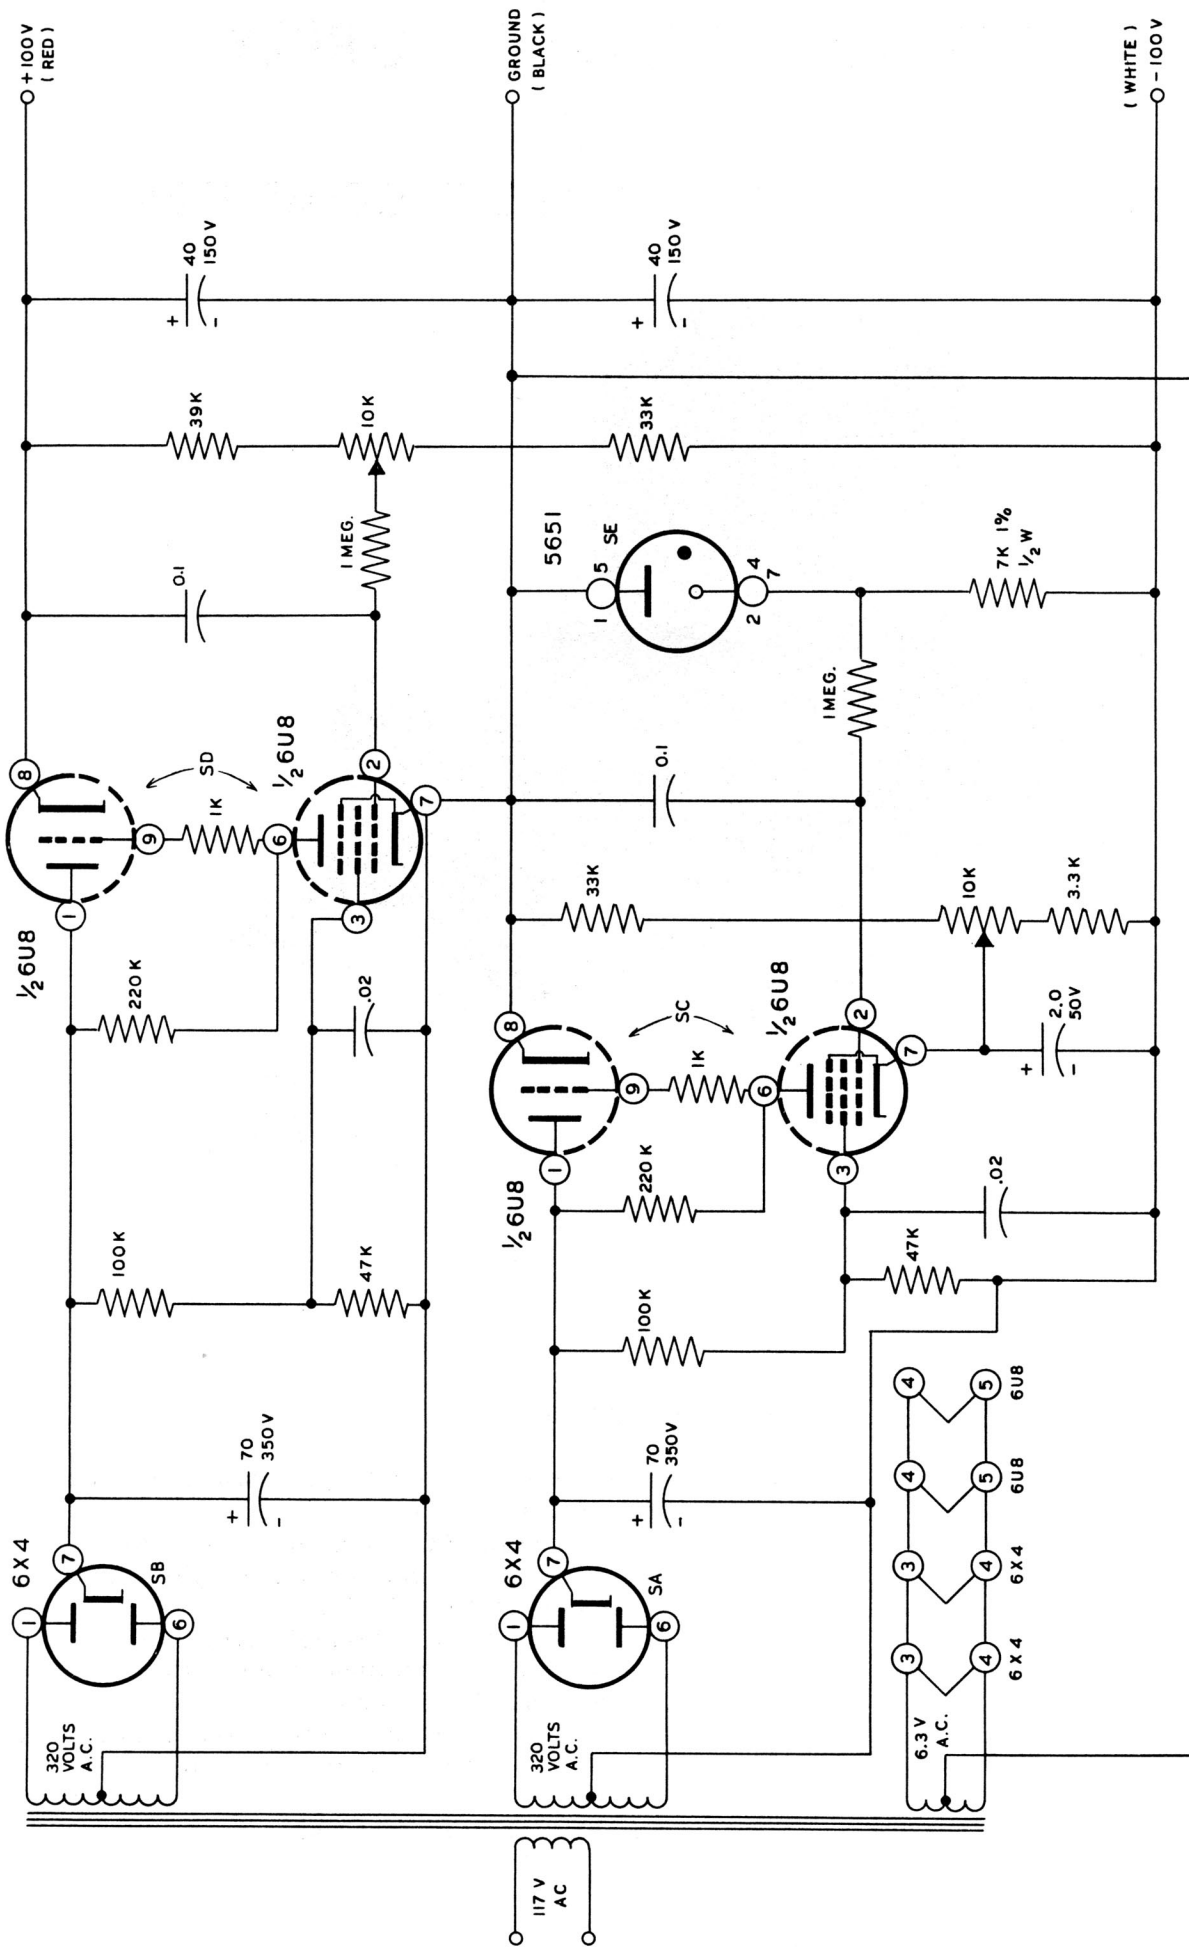 +100V
(RED)
40
150V
+
-
39K
10K
1 MEG.
0.1
8
½ 6U8
1
9
SD
1K
6
½ 6U8
2
3
7
220K
.02
100K
47K
70
350V
+
-
6X4
7
1
6
SB
320
VOLTS
A.C.
GROUND
(BLACK)
40
150V
+
-
33K
5651
SE
1
5
2
4
7
7K 1%
½ W
1 MEG.
0.1
33K
10K
3.3K
8
½ 6U8
1
9
SC
1K
6
½ 6U8
2
3
7
2.0
50V
+
-
220K
.02
47K
100K
70
350V
+
-
6X4
7
1
6
SA
320
VOLTS
A.C.
117 V
AC
(WHITE)
-100V
6.3 V
A.C.
3
4
6X4
3
4
6X4
4
5
6U8
4
5
6U8